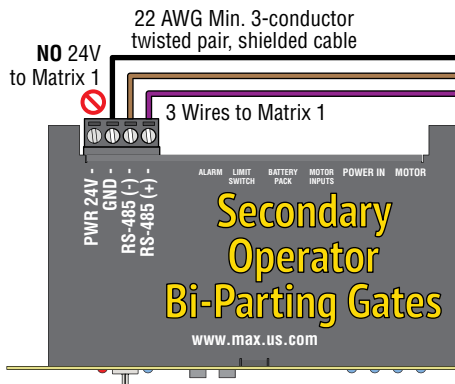 22 AWG Min. 3-conductor
twisted pair, shielded cable
NO 24V
to Matrix 1
3 Wires to Matrix 1
PWR 24V -
GND -
RS-485 (-) -
RS-485 (+) -
ALARM
LIMIT
SWITCH
BATTERY
PACK
MOTOR
INPUTS
POWER IN
MOTOR
Secondary
Operator
Bi-Parting Gates
www.max.us.com